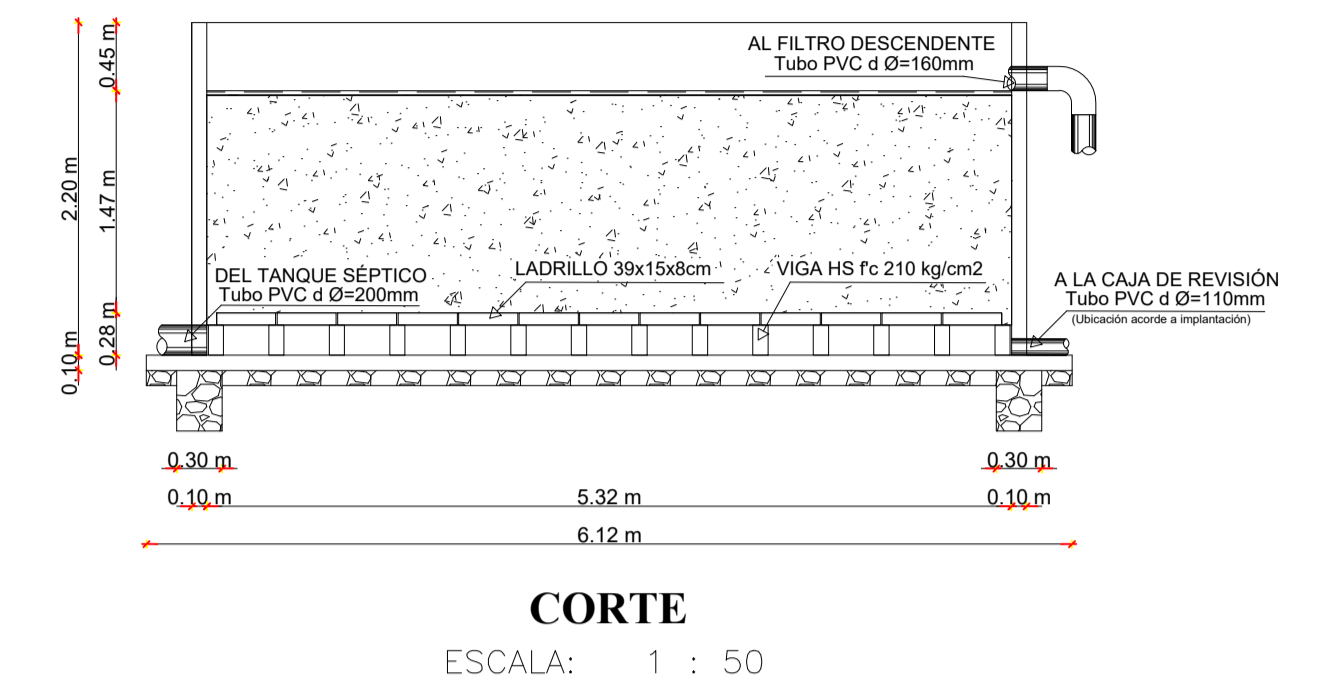 0.45 m
AL FILTRO DESCENDENTE
Tubo PVC d Ø=160mm
2.20 m
1.47 m
DEL TANQUE SÉPTICO
Tubo PVC d Ø=200mm
LADRILLO 39x15x8cm
VIGA HS f'c 210 kg/cm2
A LA CAJA DE REVISIÓN
Tubo PVC d Ø=110mm
(Ubicación acorde a implantación)
0.28 m
0.10 m
0.30 m
0.30 m
0.10 m
5.32 m
0.10 m
6.12 m
CORTE
ESCALA: 1 : 50